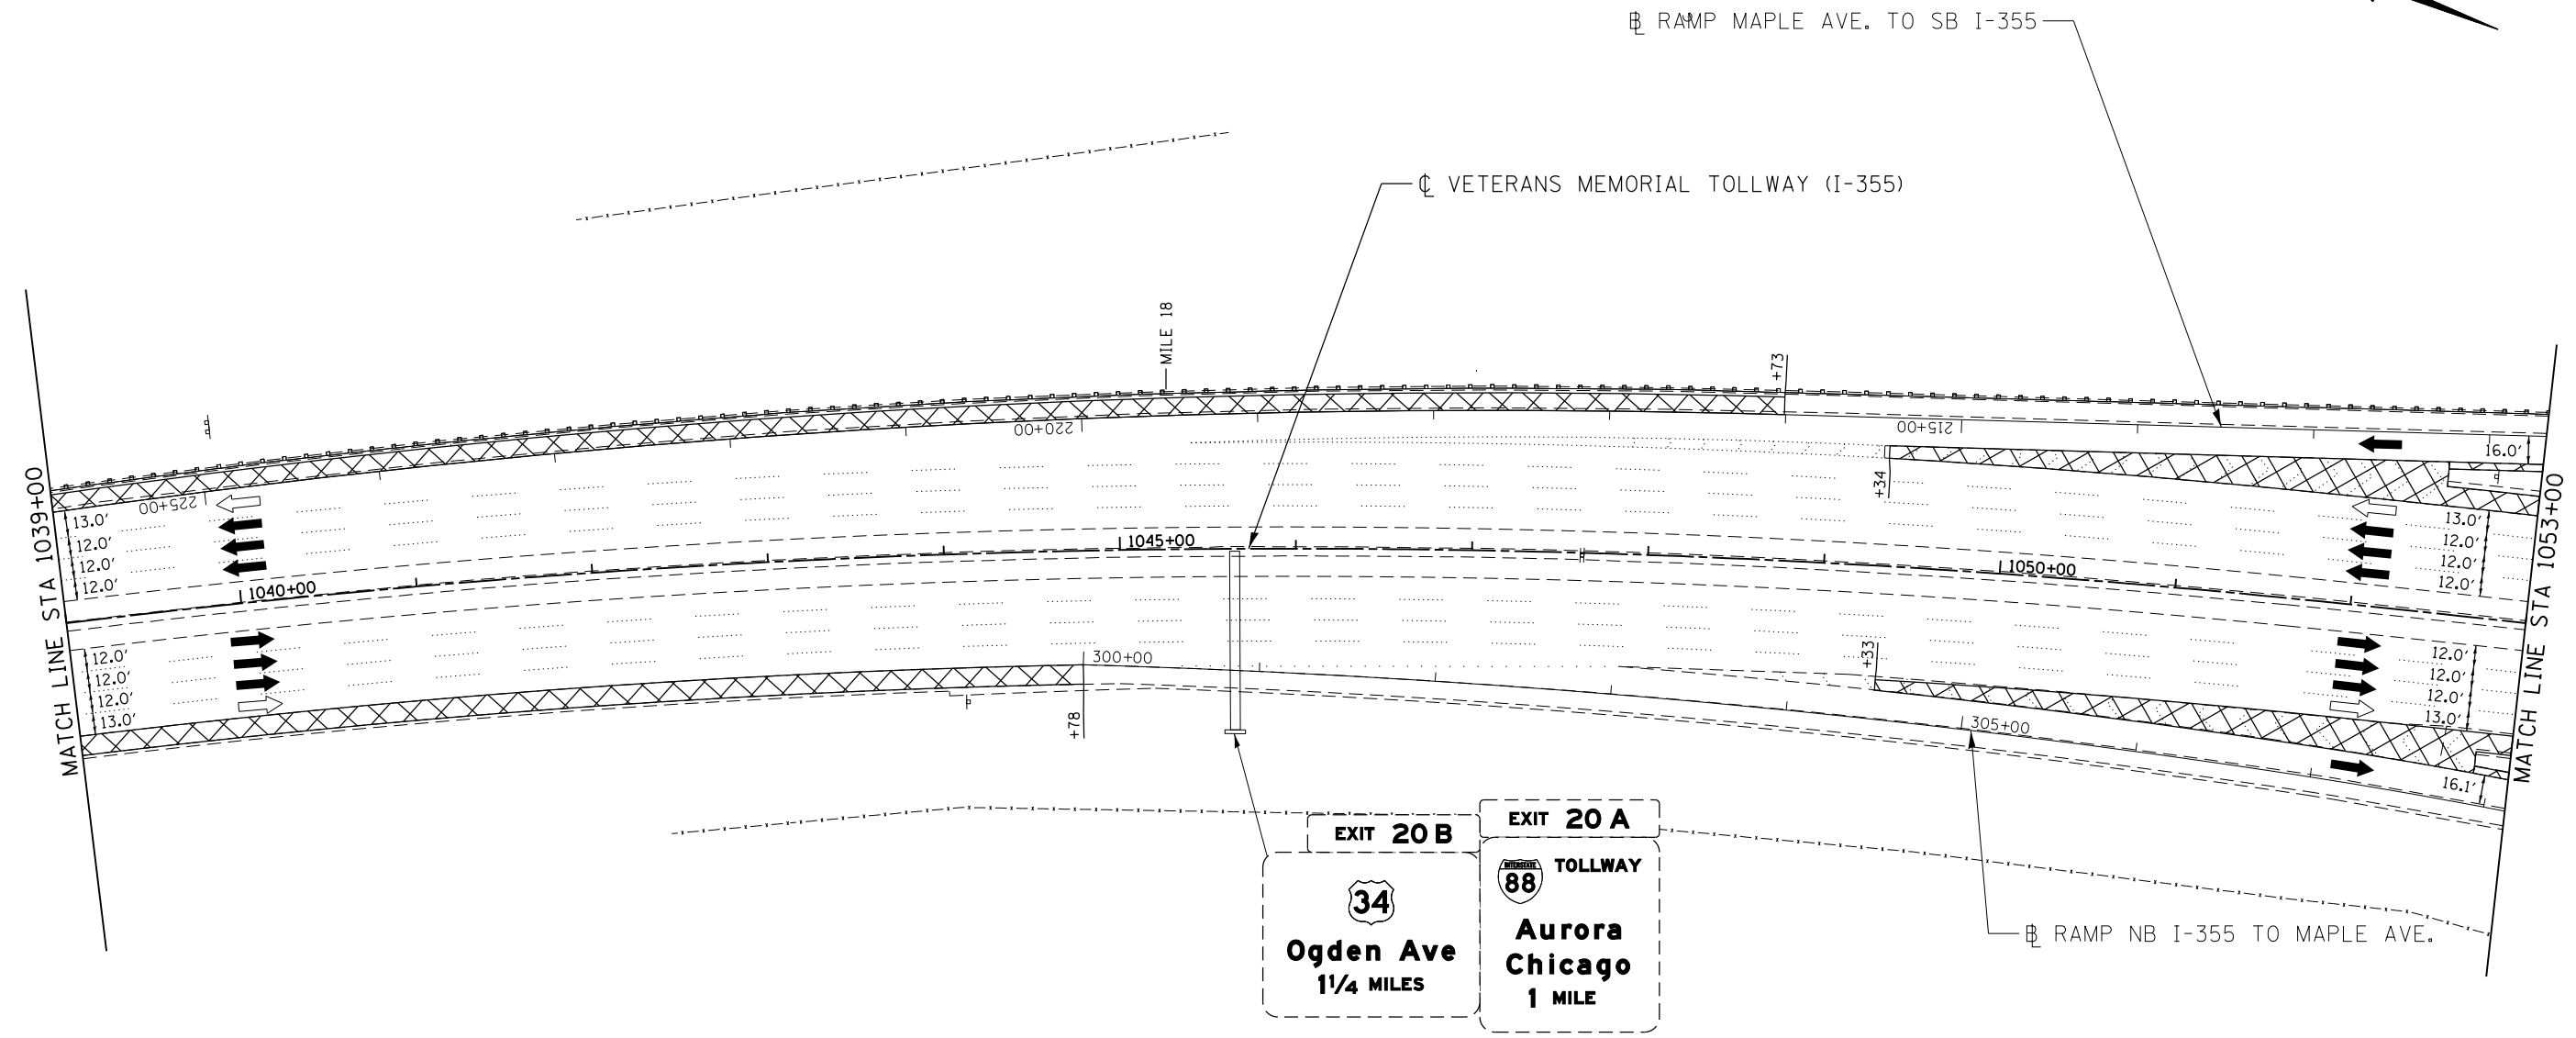 ℄ RAMP MAPLE AVE. TO SB I-355
℄ VETERANS MEMORIAL TOLLWAY (I-355)
MILE 18
+73
220+00
215+00
225+00
+34
16.0'
MATCH LINE STA 1039+00
13.0'
12.0'
12.0'
12.0'
1040+00
1045+00
1050+00
13.0'
12.0'
12.0'
12.0'
MATCH LINE STA 1053+00
12.0'
12.0'
12.0'
13.0'
300+00
+78
+33
305+00
12.0'
12.0'
12.0'
13.0'
16.1'
EXIT 20 B
34
Ogden Ave
1 1/4 MILES
EXIT 20 A
INTERSTATE
88
TOLLWAY
Aurora
Chicago
1 MILE
℄ RAMP NB I-355 TO MAPLE AVE.